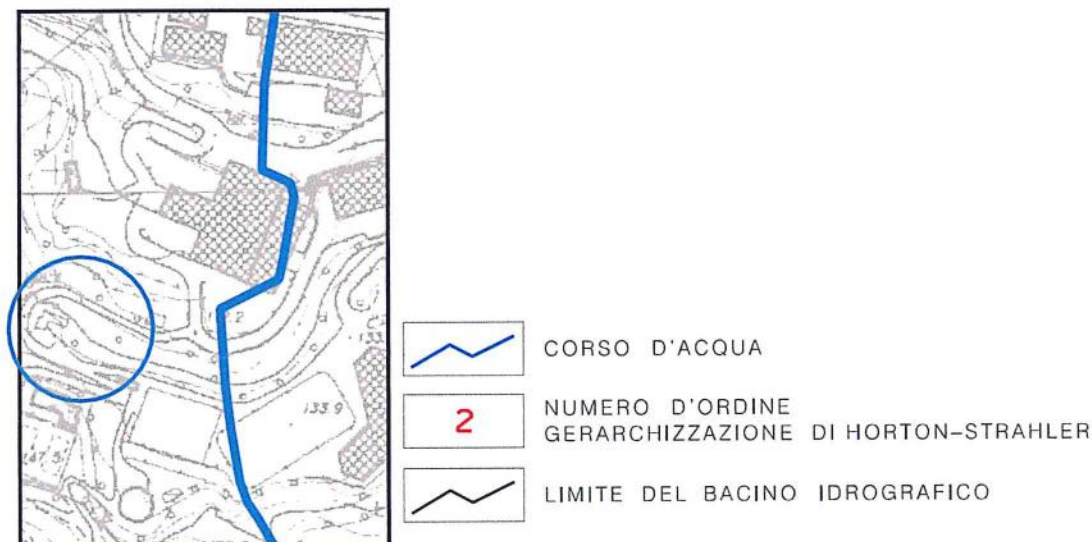 CORSO D'ACQUA
2
NUMERO D'ORDINE
GERARCHIZZAZIONE DI HORTON-STRAHLER
LIMITE DEL BACINO IDROGRAFICO
133.9